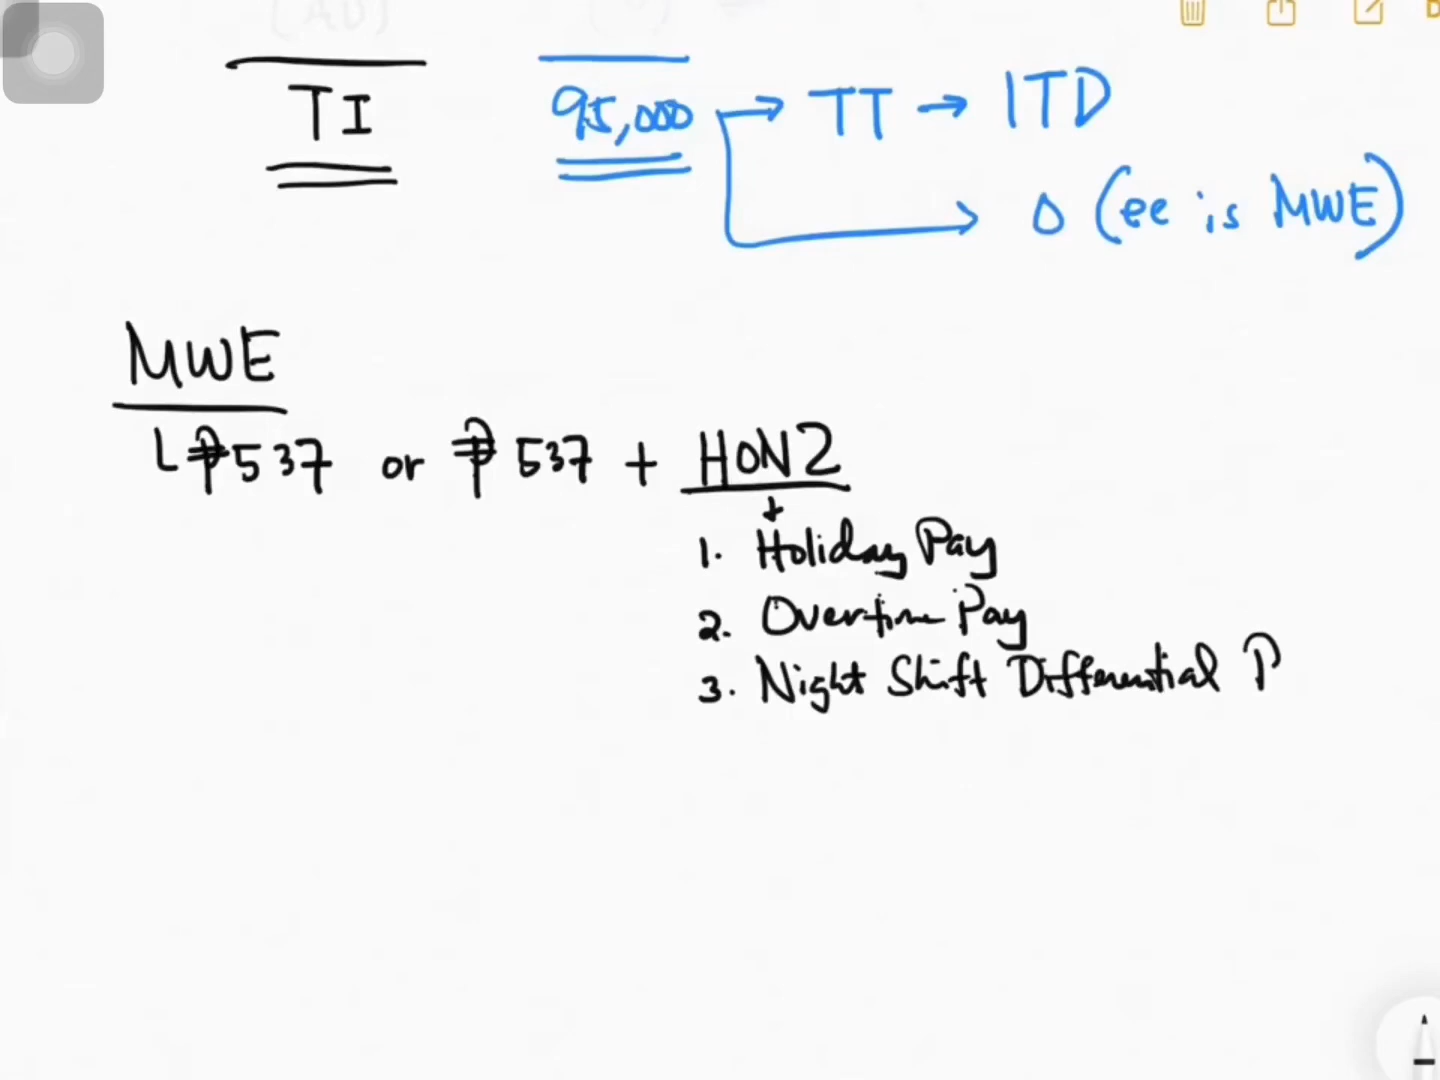 TI 95,000 → TT → ITD
→ 0 (ee is MWE)
MWE
₱537 or ₱537 + HON2
1. Holiday Pay
2. Overtime Pay
3. Night Shift Differential P